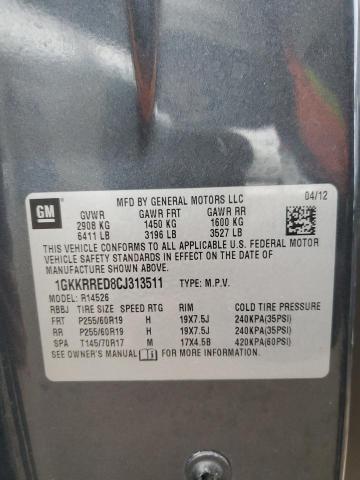 GM
MFD BY GENERAL MOTORS LLC 04/12
GVWR GAWR FRT GAWR RR
2908 KG 1450 KG 1600 KG
6411 LB 3196 LB 3527 LB
THIS VEHICLE CONFORMS TO ALL APPLICABLE U.S. FEDERAL MOTOR
VEHICLE SAFETY STANDARDS IN EFFECT ON THE DATE OF
MANUFACTURE SHOWN ABOVE.
1GKKRRED8CJ313511 TYPE: M.P.V.
MODEL: R14526
RBBJ TIRE SIZE SPEED RTG RIM COLD TIRE PRESSURE
FRT P255/60R19 H 19X7.5J 240KPA(35PSI)
RR P255/60R19 H 19X7.5J 240KPA(35PSI)
SPA T145/70R17 M 17X4.5B 420KPA(60PSI)
SEE OWNER'S MANUAL FOR ADDITIONAL INFORMATION.